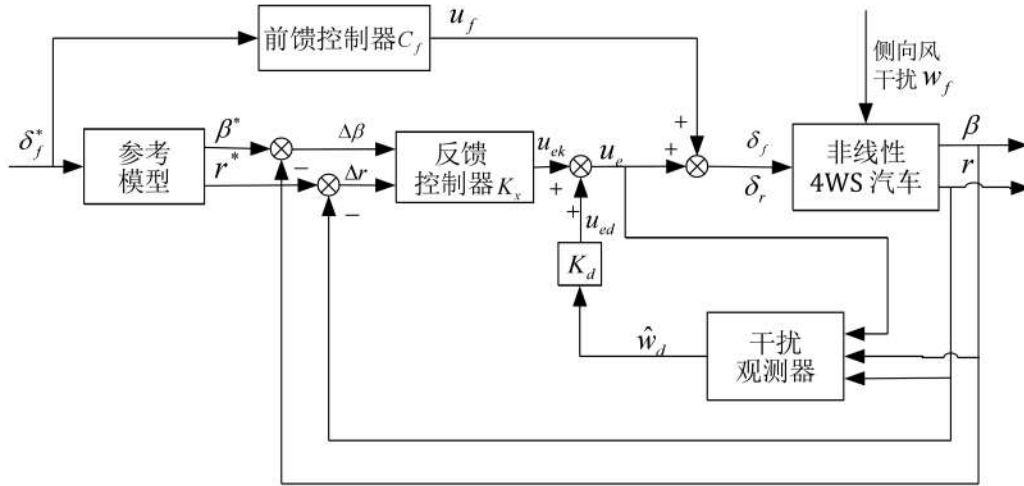 前馈控制器C_f
u_f
侧向风
干扰 w_f
δ_f^*
参考
模型
β^*
r^*
−
Δβ
Δr
−
反馈
控制器K_x
u_ek
+
+
u_e
u_ed
K_d
+
+
δ_f
δ_r
非线性
4WS 汽车
β
r
ŵ_d
干扰
观测器